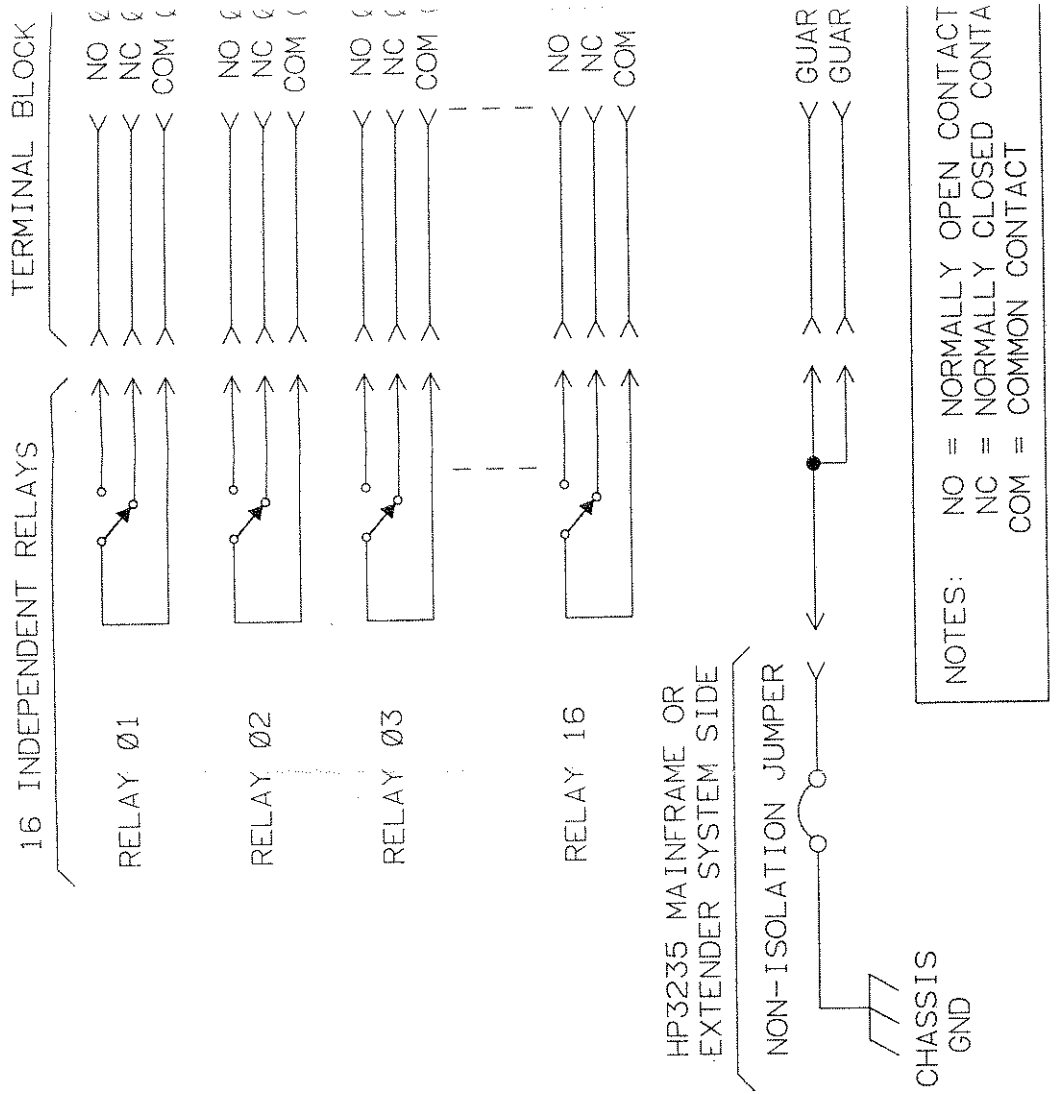 16 INDEPENDENT RELAYS
TERMINAL BLOCK
RELAY Ø1
NO
NC
COM
RELAY Ø2
NO
NC
COM
RELAY Ø3
NO
NC
COM
RELAY 16
NO
NC
COM
HP3235 MAINFRAME OR
EXTENDER SYSTEM SIDE
NON-ISOLATION JUMPER
GUAR
GUAR
CHASSIS
GND
NOTES: NO = NORMALLY OPEN CONTACT
NC = NORMALLY CLOSED CONTA
COM = COMMON CONTACT